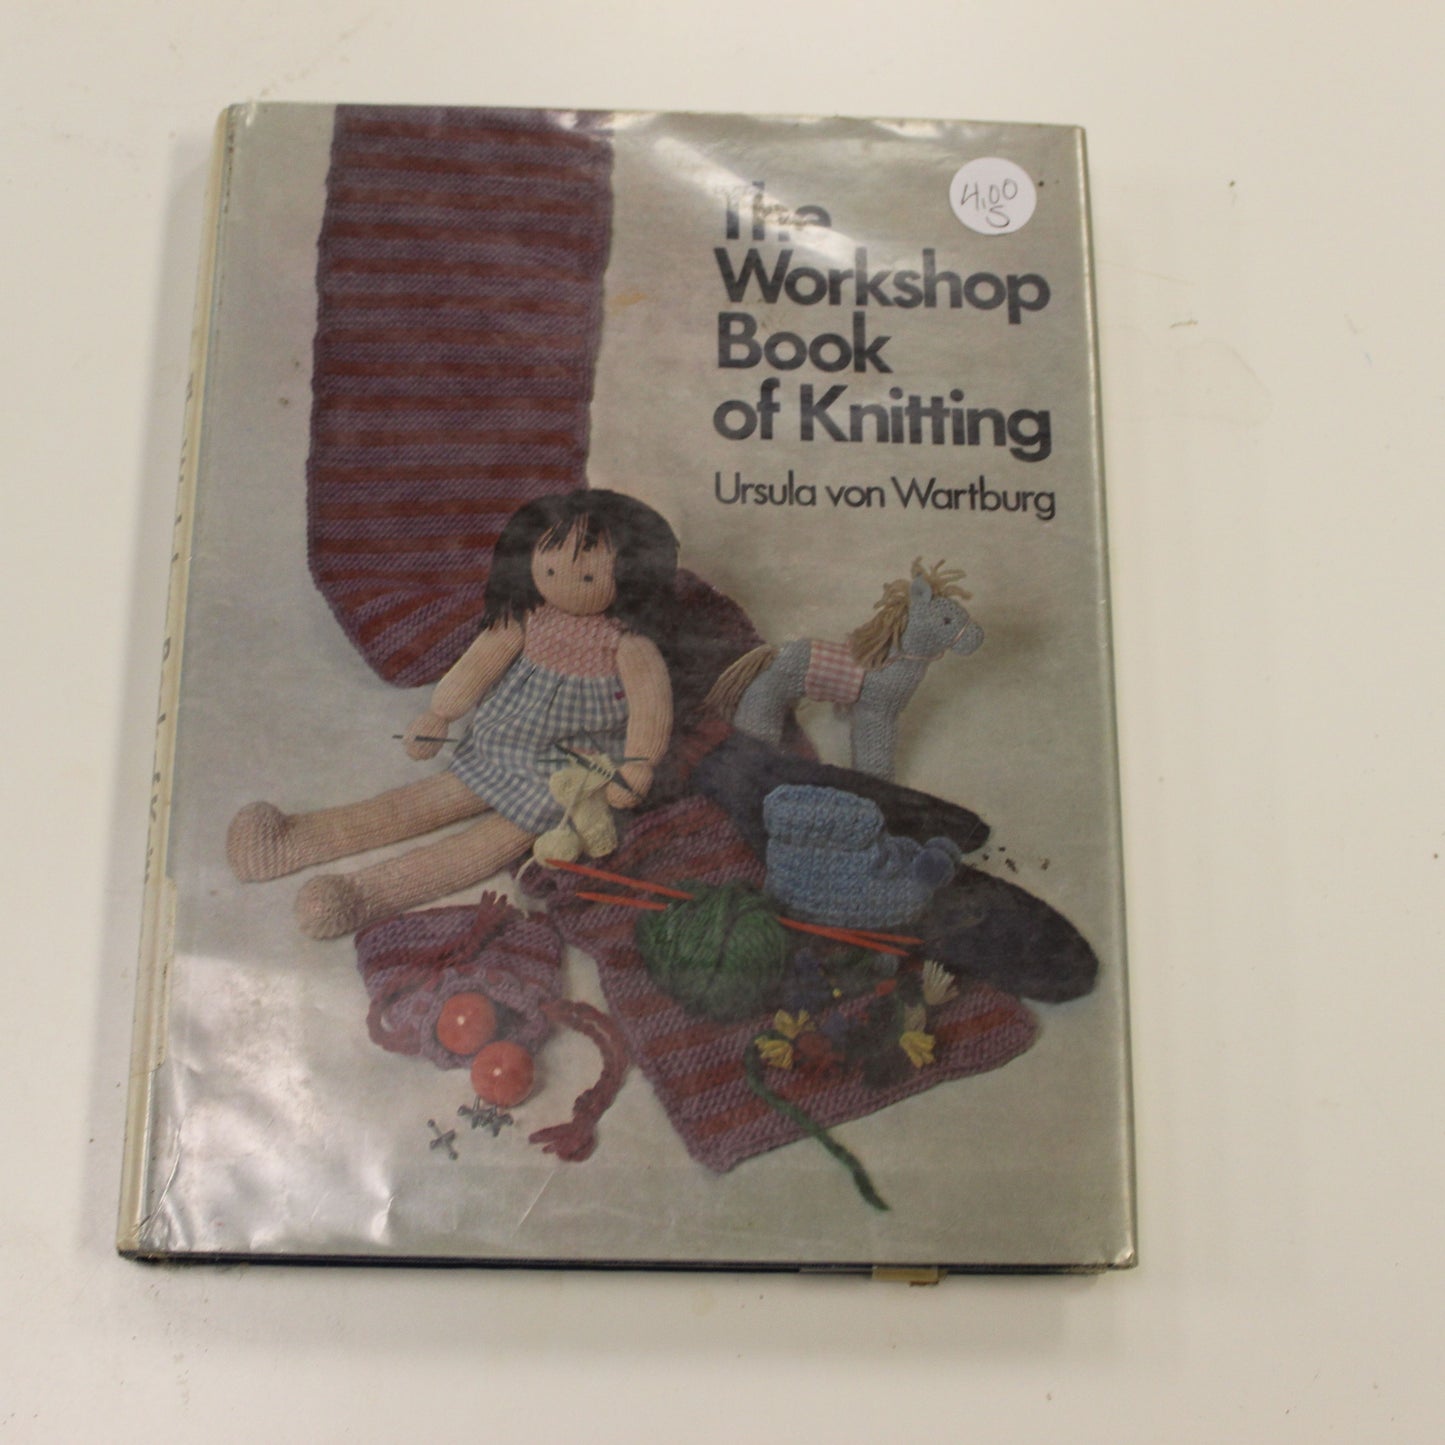 4.00
S
The
Workshop
Book
of Knitting
Ursula von Wartburg